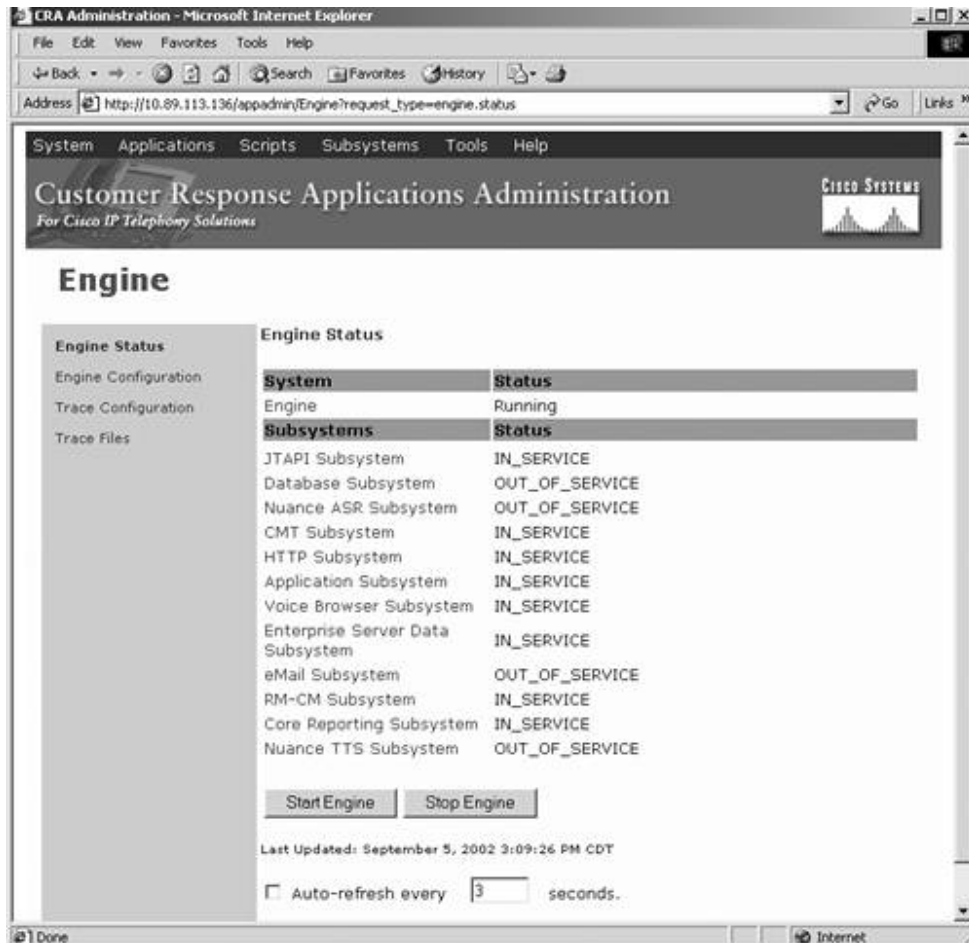 CRA Administration - Microsoft Internet Explorer
File Edit View Favorites Tools Help
Back Search Favorites History
Address http://10.89.113.136/appadmin/Engine?request_type=engine.status Go Links »
System Applications Scripts Subsystems Tools Help
Customer Response Applications Administration
For Cisco IP Telephony Solutions
CISCO SYSTEMS
Engine
Engine Status
Engine Configuration
Trace Configuration
Trace Files
Engine Status
System Status
Engine Running
Subsystems Status
JTAPI Subsystem IN_SERVICE
Database Subsystem OUT_OF_SERVICE
Nuance ASR Subsystem OUT_OF_SERVICE
CMT Subsystem IN_SERVICE
HTTP Subsystem IN_SERVICE
Application Subsystem IN_SERVICE
Voice Browser Subsystem IN_SERVICE
Enterprise Server Data
Subsystem IN_SERVICE
eMail Subsystem OUT_OF_SERVICE
RM-CM Subsystem IN_SERVICE
Core Reporting Subsystem IN_SERVICE
Nuance TTS Subsystem OUT_OF_SERVICE
Start Engine Stop Engine
Last Updated: September 5, 2002 3:09:26 PM CDT
Auto-refresh every 3 seconds.
Done Internet